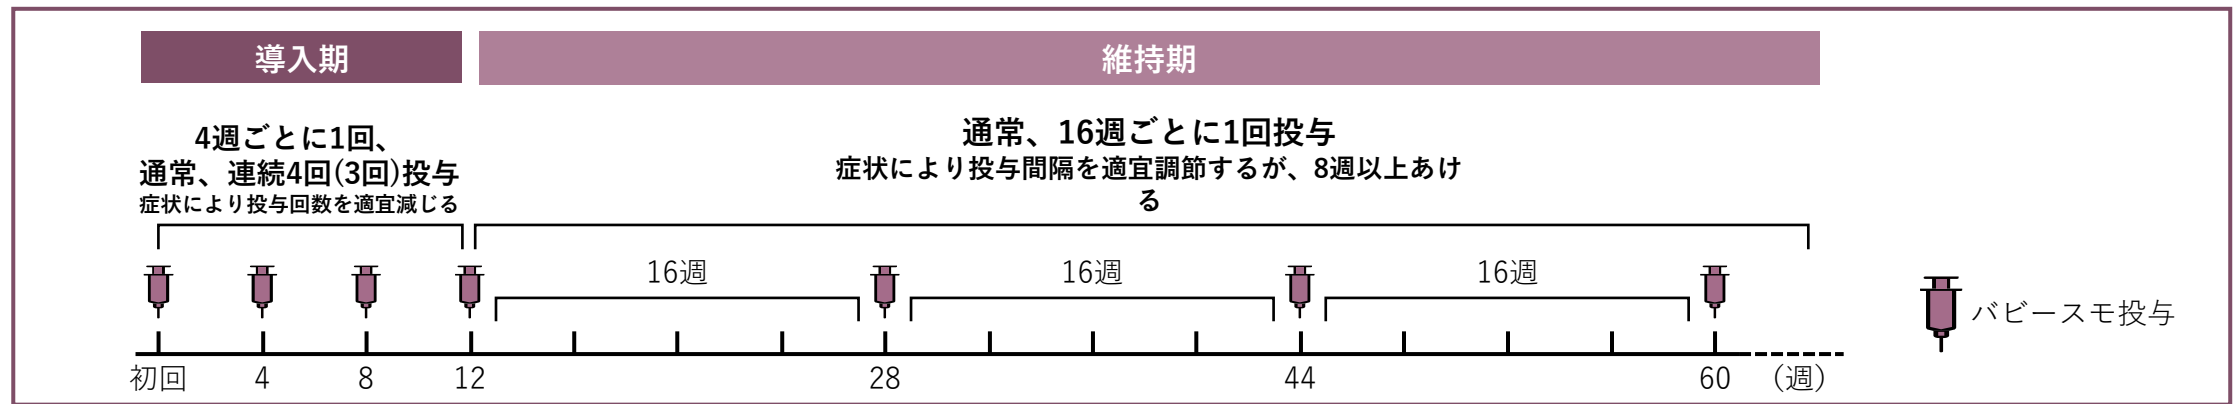 導入期
維持期
4週ごとに1回、
通常、連続4回(3回)投与
症状により投与回数を適宜減じる
通常、16週ごとに1回投与
症状により投与間隔を適宜調節するが、8週以上あけ
る
16週
16週
16週
バビースモ投与
初回 4 8 12 28 44 60 (週)